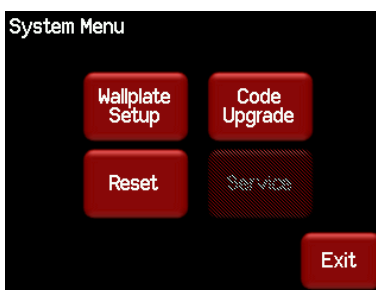 System Menu
Wallplate
Setup
Code
Upgrade
Reset
Service
Exit